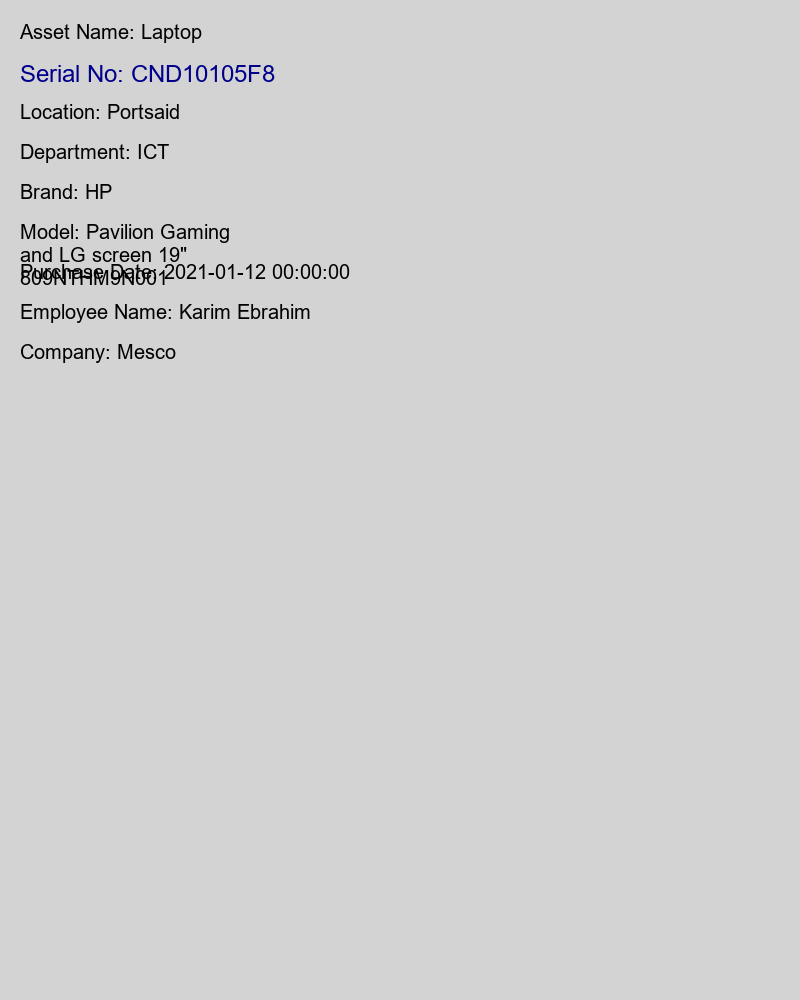 Asset Name: Laptop
Serial No: CND10105F8
Location: Portsaid
Department: ICT
Brand: HP
Model: Pavilion Gaming
and LG screen 19"
809NTHM9N001
Purchase Date: 2021-01-12 00:00:00
Employee Name: Karim Ebrahim
Company: Mesco